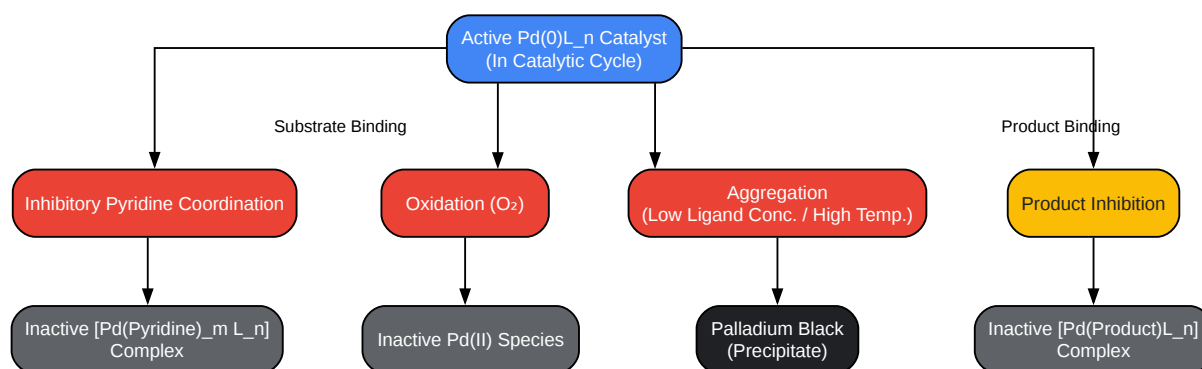 Active Pd(0)L_n Catalyst
(In Catalytic Cycle)
Substrate Binding
Product Binding
Inhibitory Pyridine Coordination
Oxidation (O₂)
Aggregation
(Low Ligand Conc. / High Temp.)
Product Inhibition
Inactive [Pd(Pyridine)_m L_n]
Complex
Inactive Pd(II) Species
Palladium Black
(Precipitate)
Inactive [Pd(Product)L_n]
Complex